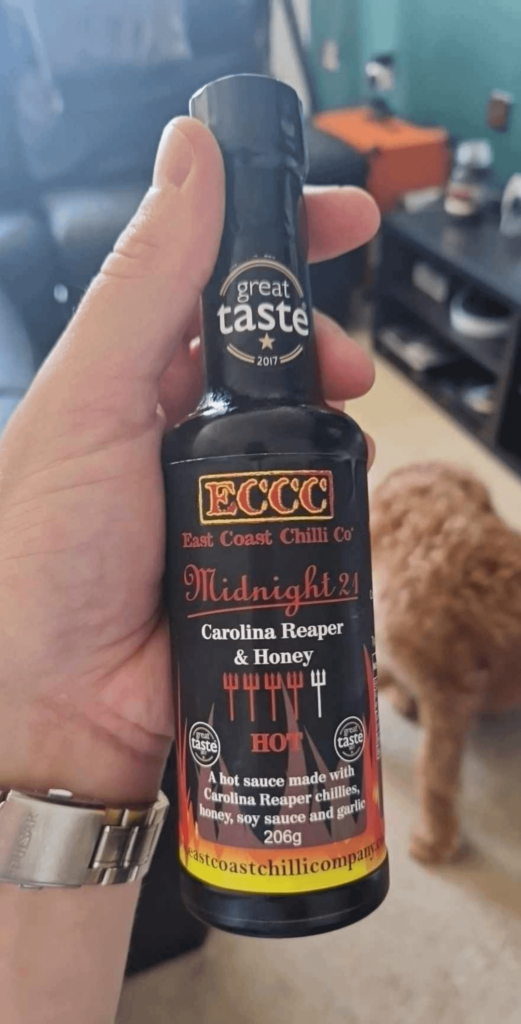 great
taste
2017
ECCC
East Coast Chilli Co
Midnight 21
Carolina Reaper
& Honey
HOT
great
taste
great
taste
A hot sauce made with
Carolina Reaper chillies,
honey, soy sauce and garlic
206g
eastcoastchillicompany